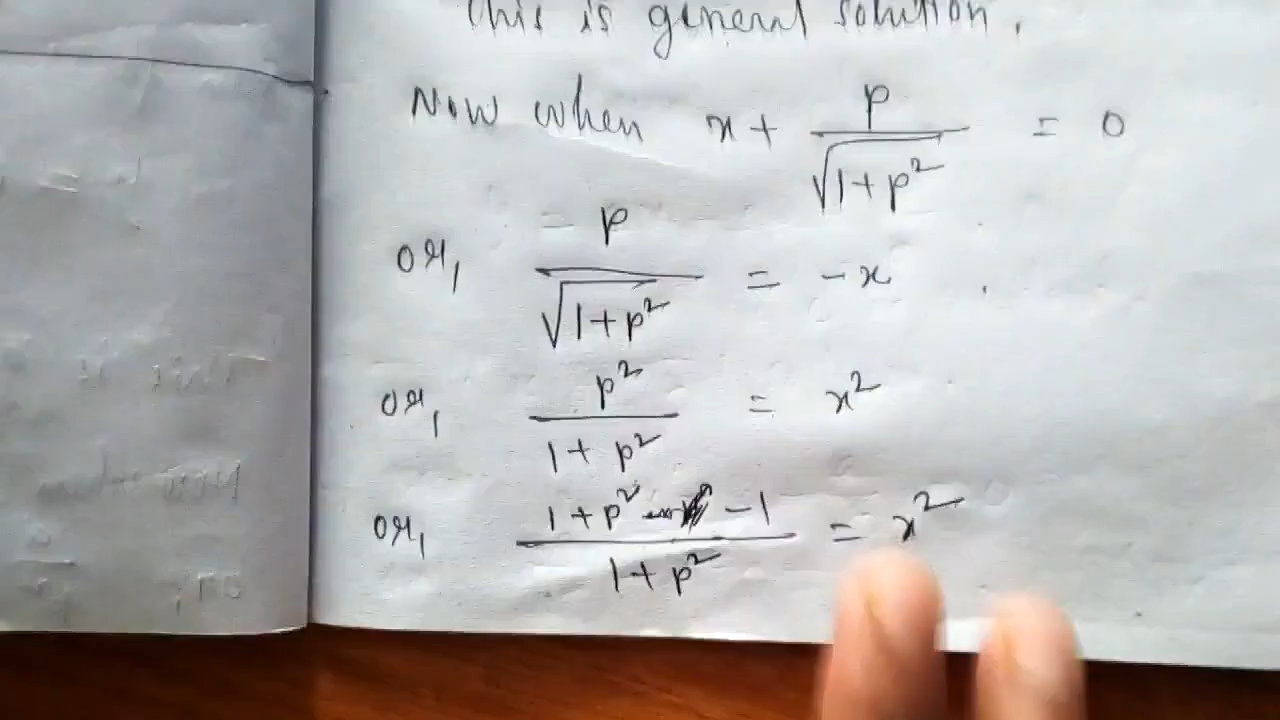 This is general solution.
Now when x + p/√(1+p²) = 0
or, p/√(1+p²) = -x
or, p²/(1+p²) = x²
or, (1+p² -1)/(1+p²) = x²